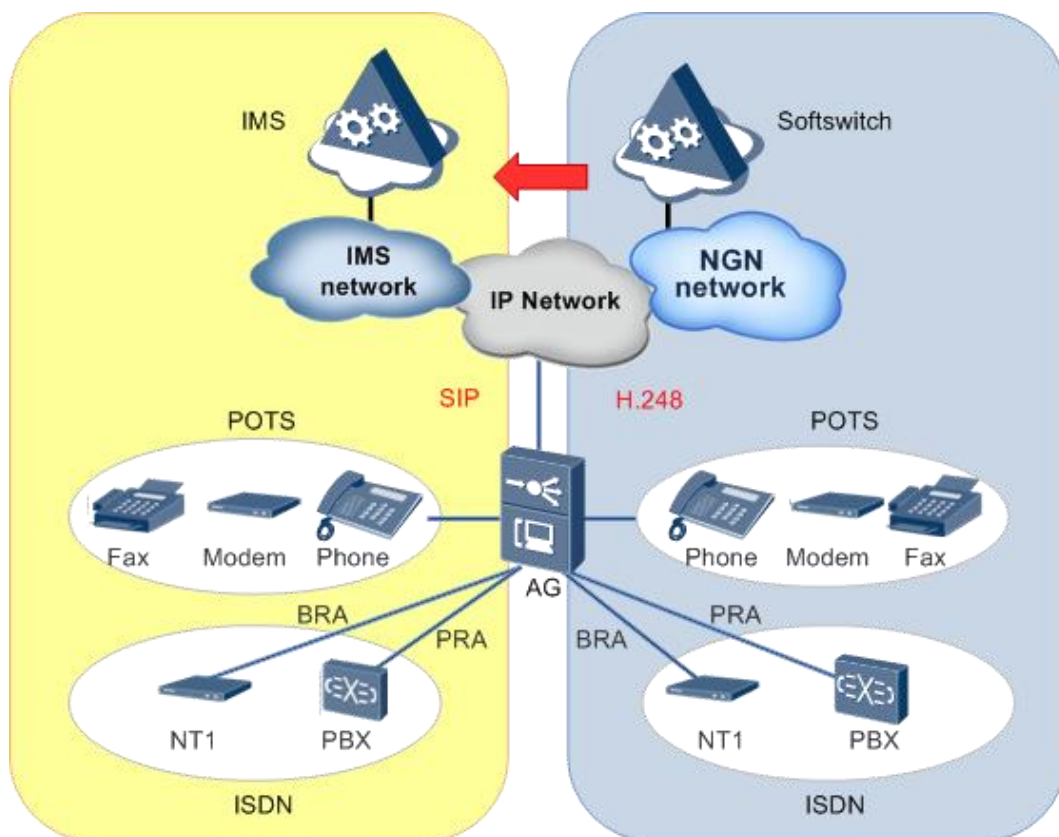 IMS
Softswitch
IMS
network
IP Network
NGN
network
SIP
H.248
POTS
POTS
Fax
Modem
Phone
Phone
Modem
Fax
AG
BRA
PRA
BRA
PRA
NT1
PBX
NT1
PBX
ISDN
ISDN